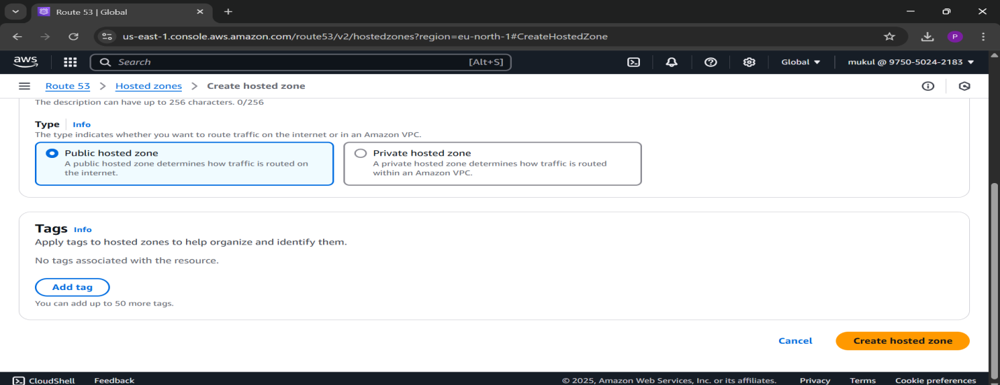 Route 53 | Global
us-east-1.console.aws.amazon.com/route53/v2/hostedzones?region=eu-north-1#CreateHostedZone
P
aws
Search
[Alt+S]
Global
mukul @ 9750-5024-2183
Route 53 > Hosted zones > Create hosted zone
The description can have up to 256 characters. 0/256
Type Info
The type indicates whether you want to route traffic on the internet or in an Amazon VPC.
Public hosted zone
A public hosted zone determines how traffic is routed on
the internet.
Private hosted zone
A private hosted zone determines how traffic is routed
within an Amazon VPC.
Tags Info
Apply tags to hosted zones to help organize and identify them.
No tags associated with the resource.
Add tag
You can add up to 50 more tags.
Cancel
Create hosted zone
CloudShell Feedback © 2025, Amazon Web Services, Inc. or its affiliates. Privacy Terms Cookie preferences